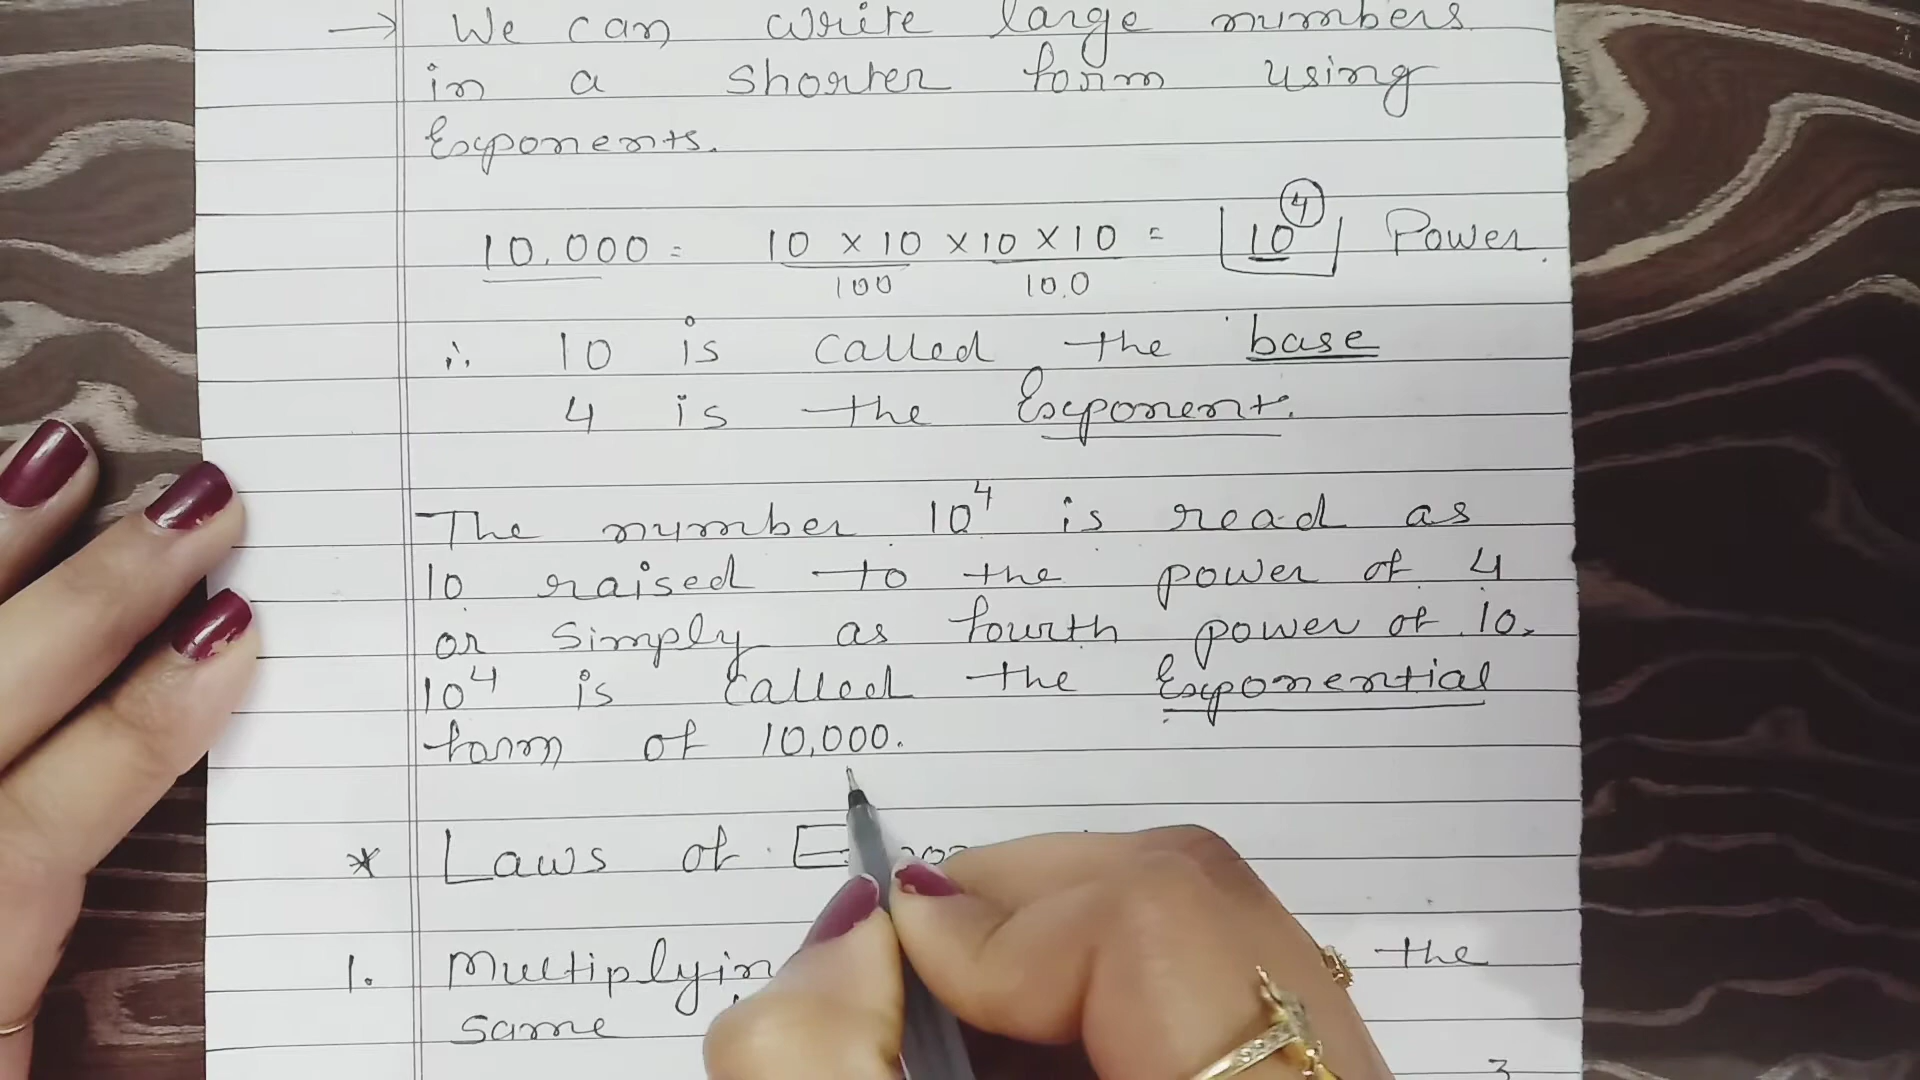 → We can write large numbers
in a shorter form using
Exponents.
10,000 = 10 × 10 × 10 × 10 = 10⁴ Power
100 100
∴ 10 is called the base
4 is the Exponent.
The number 10⁴ is read as
10 raised to the power of 4
or simply as fourth power of 10.
10⁴ is called the Exponential
form of 10,000.
* Laws of
1. the
same
3